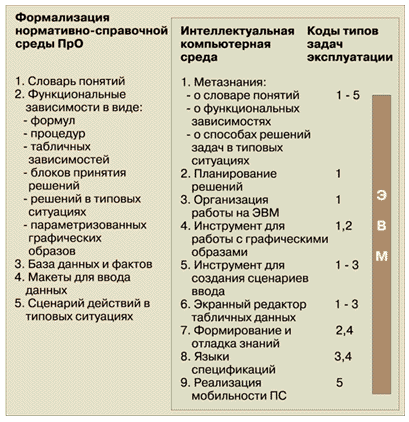 Формализация
нормативно-справочной
среды ПрО
1. Словарь понятий
2. Функциональные
зависимости в виде:
- формул
- процедур
- табличных
зависимостей
- блоков принятия
решений
- решений в типовых
ситуациях
- параметризованных
графических
образов
3. База данных и фактов
4. Макеты для ввода
данных
5. Сценарий действий в
типовых ситуациях
Интеллектуальная
компьютерная
среда
Коды типов
задач
эксплуатации
1. Метазнания:
- о словаре понятий 1 - 5
- о функциональных
зависимостях
- о способах решений
задач в типовых
ситуациях
2. Планирование 1
решений
3. Организация 1
работы на ЭВМ
4. Инструмент для 1,2
работы с графическими
образами
5. Инструмент для 1 - 3
создания сценариев
ввода
6. Экранный редактор 1 - 3
табличных данных
7. Формирование и 2,4
отладка знаний
8. Языки 3,4
спецификаций
9. Реализация 5
мобильности ПС
ЭВМ